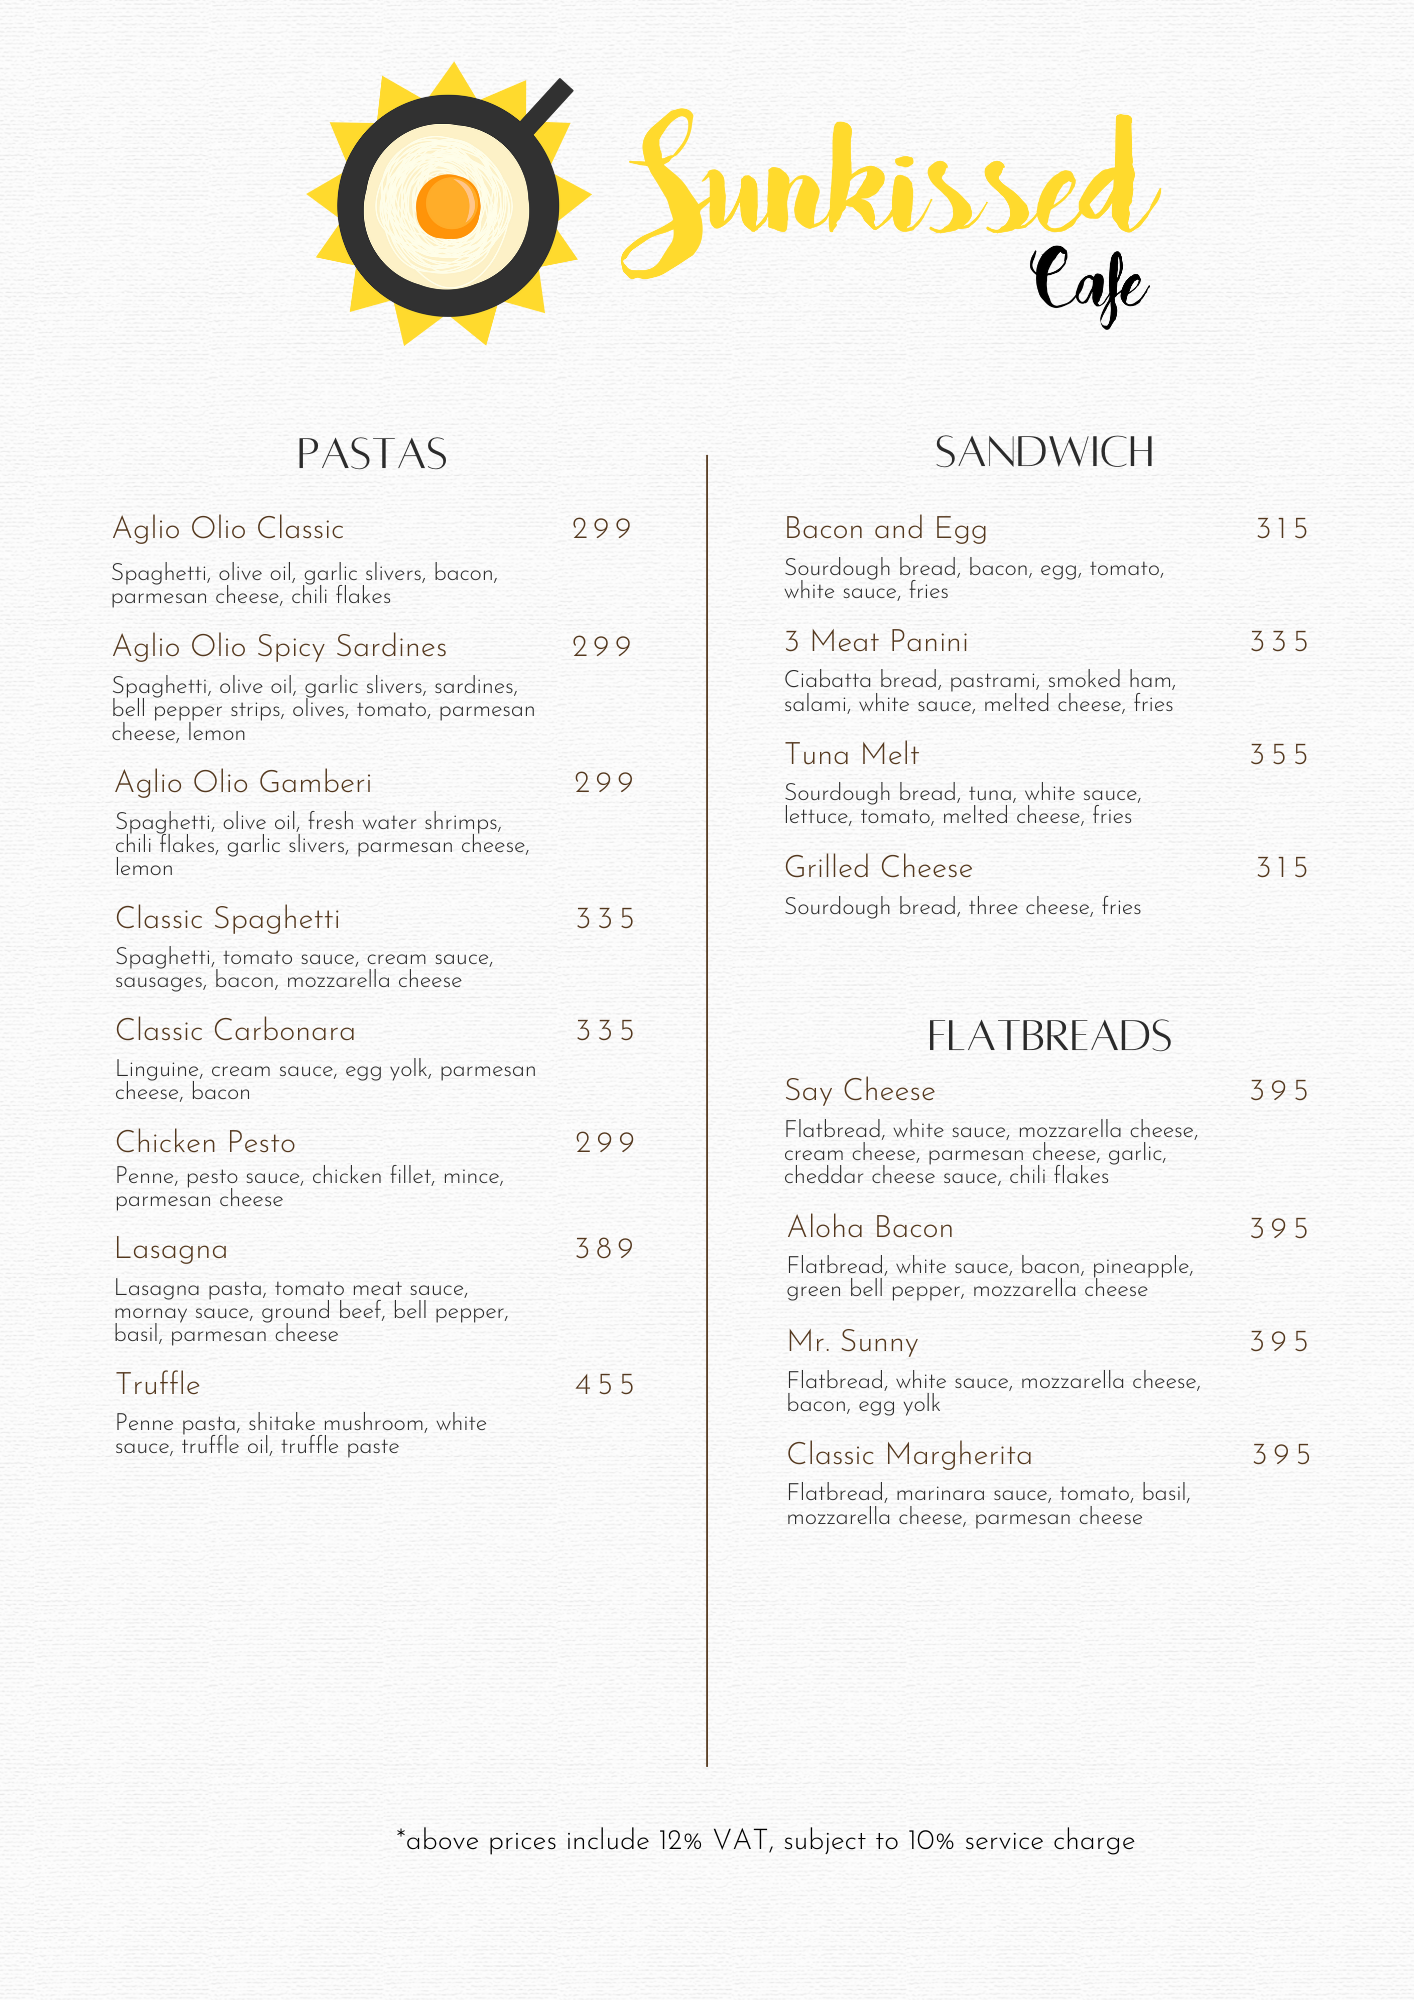 Sunkissed
Cafe
PASTAS
Aglio Olio Classic 299
Spaghetti, olive oil, garlic slivers, bacon,
parmesan cheese, chili flakes
Aglio Olio Spicy Sardines 299
Spaghetti, olive oil, garlic slivers, sardines,
bell pepper strips, olives, tomato, parmesan
cheese, lemon
Aglio Olio Gamberi 299
Spaghetti, olive oil, fresh water shrimps,
chili flakes, garlic slivers, parmesan cheese,
lemon
Classic Spaghetti 335
Spaghetti, tomato sauce, cream sauce,
sausages, bacon, mozzarella cheese
Classic Carbonara 335
Linguine, cream sauce, egg yolk, parmesan
cheese, bacon
Chicken Pesto 299
Penne, pesto sauce, chicken fillet, mince,
parmesan cheese
Lasagna 389
Lasagna pasta, tomato meat sauce,
mornay sauce, ground beef, bell pepper,
basil, parmesan cheese
Truffle 455
Penne pasta, shitake mushroom, white
sauce, truffle oil, truffle paste
SANDWICH
Bacon and Egg 315
Sourdough bread, bacon, egg, tomato,
white sauce, fries
3 Meat Panini 335
Ciabatta bread, pastrami, smoked ham,
salami, white sauce, melted cheese, fries
Tuna Melt 355
Sourdough bread, tuna, white sauce,
lettuce, tomato, melted cheese, fries
Grilled Cheese 315
Sourdough bread, three cheese, fries
FLATBREADS
Say Cheese 395
Flatbread, white sauce, mozzarella cheese,
cream cheese, parmesan cheese, garlic,
cheddar cheese sauce, chili flakes
Aloha Bacon 395
Flatbread, white sauce, bacon, pineapple,
green bell pepper, mozzarella cheese
Mr. Sunny 395
Flatbread, white sauce, mozzarella cheese,
bacon, egg yolk
Classic Margherita 395
Flatbread, marinara sauce, tomato, basil,
mozzarella cheese, parmesan cheese
*above prices include 12% VAT, subject to 10% service charge